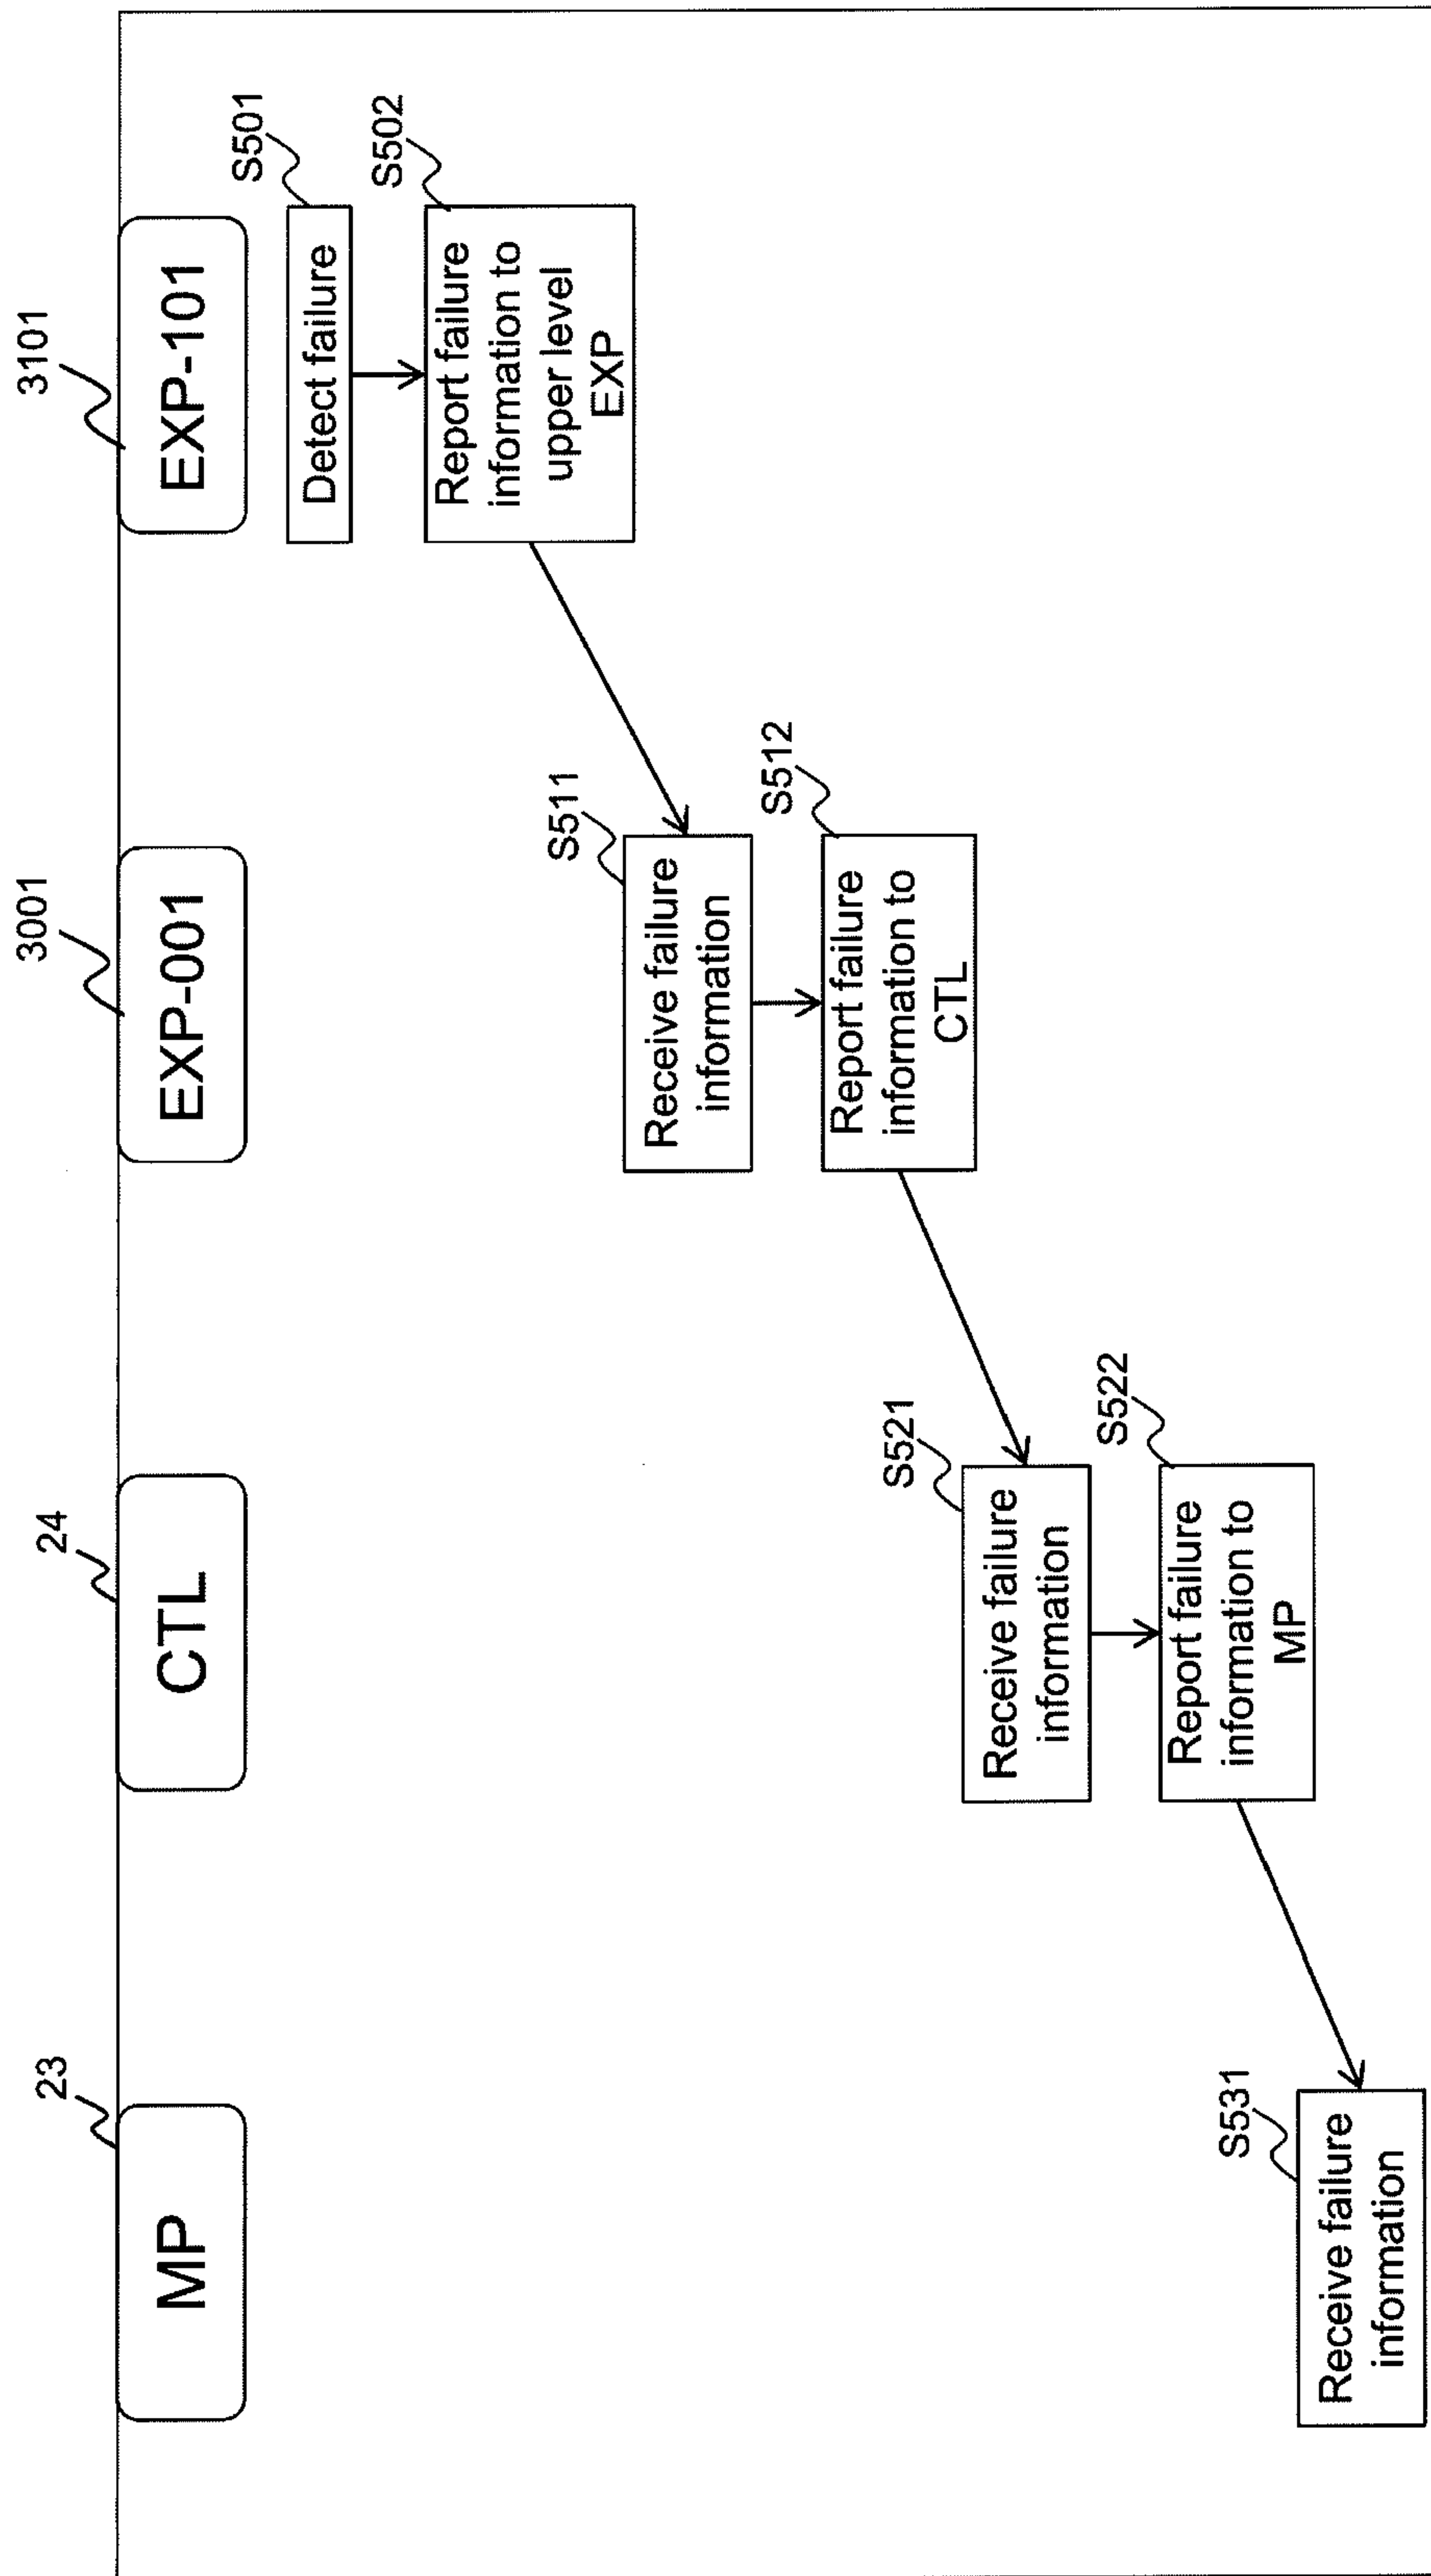 23
24
3001
3101
MP
CTL
EXP-001
EXP-101
S501
Detect failure
S502
Report failure
information to
upper level
EXP
S511
Receive failure
information
S512
Report failure
information to
CTL
S521
Receive failure
information
S522
Report failure
information to
MP
S531
Receive failure
information